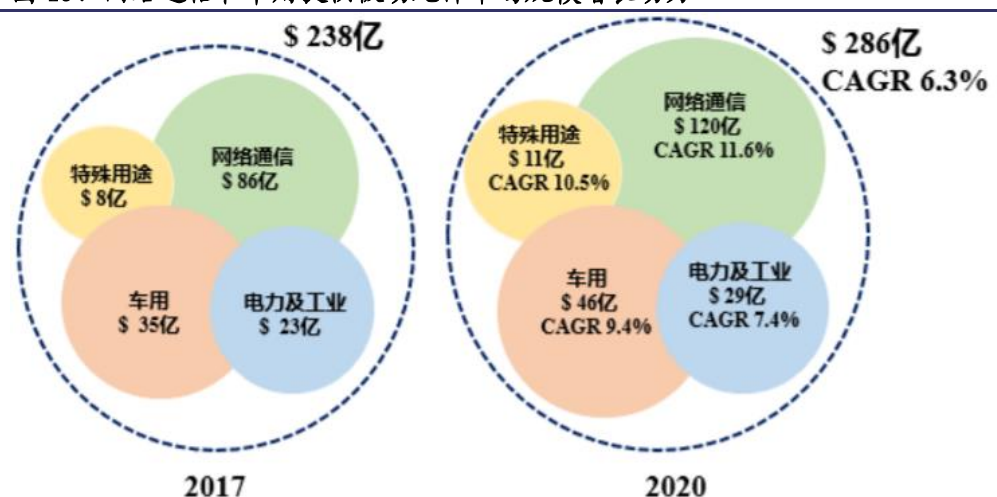 $ 238亿
特殊用途
$ 8亿
网络通信
$ 86亿
车用
$ 35亿
电力及工业
$ 23亿
2017
$ 286亿
CAGR 6.3%
特殊用途
$ 11亿
CAGR 10.5%
网络通信
$ 120亿
CAGR 11.6%
车用
$ 46亿
CAGR 9.4%
电力及工业
$ 29亿
CAGR 7.4%
2020